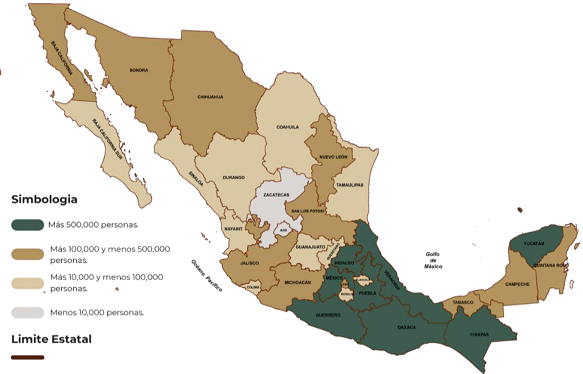 BAJA CALIFORNIA
SONORA
CHIHUAHUA
COAHUILA
BAJA CALIFORNIA SUR
NUEVO LEÓN
SINALOA
DURANGO
TAMAULIPAS
ZACATECAS
SAN LUIS POTOSÍ
NAYARIT
AGS
GUANAJUATO
HIDALGO
JALISCO
COLIMA
MICHOACÁN
MÉXICO
PUEBLA
VERACRUZ
GUERRERO
OAXACA
TABASCO
CHIAPAS
CAMPECHE
YUCATÁN
QUINTANA ROO
Golfo
de
México
Océano Pacífico
Simbologia
Más 500,000 personas.
Más 100,000 y menos 500,000
personas.
Más 10,000 y menos 100,000
personas.
Menos 10,000 personas.
Limite Estatal